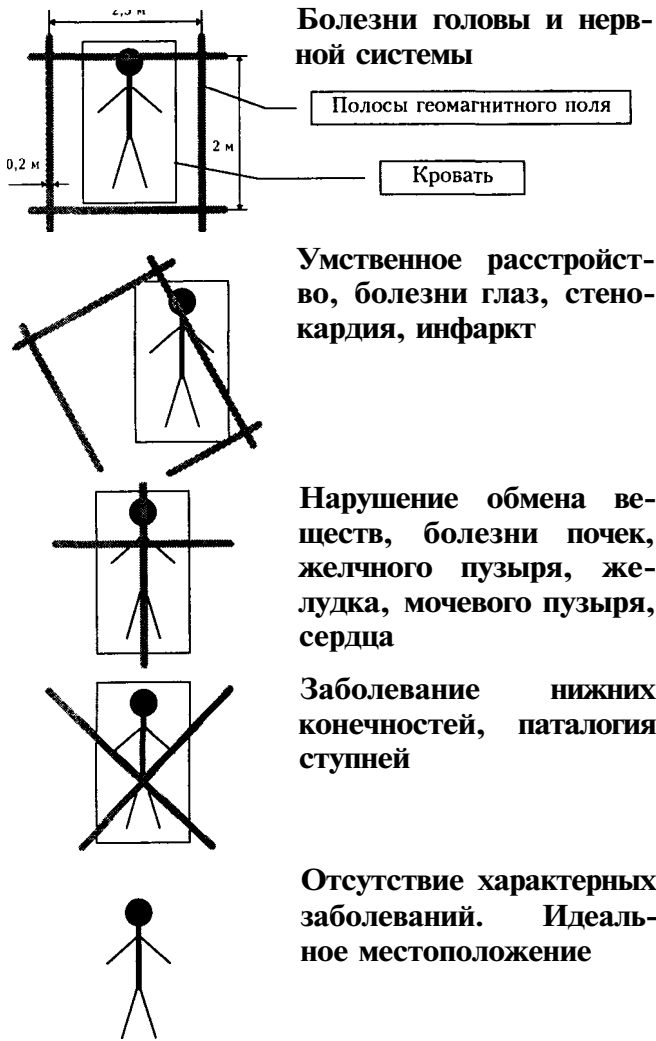 2,5 м
Болезни головы и нерв-
ной системы
Полосы геомагнитного поля
2 м
0,2 м
Кровать
Умственное расстройст-
во, болезни глаз, стено-
кардия, инфаркт
Нарушение обмена ве-
ществ, болезни почек,
желчного пузыря, же-
лудка, мочевого пузыря,
сердца
Заболевание нижних
конечностей, паталогия
ступней
Отсутствие характерных
заболеваний. Идеаль-
ное местоположение